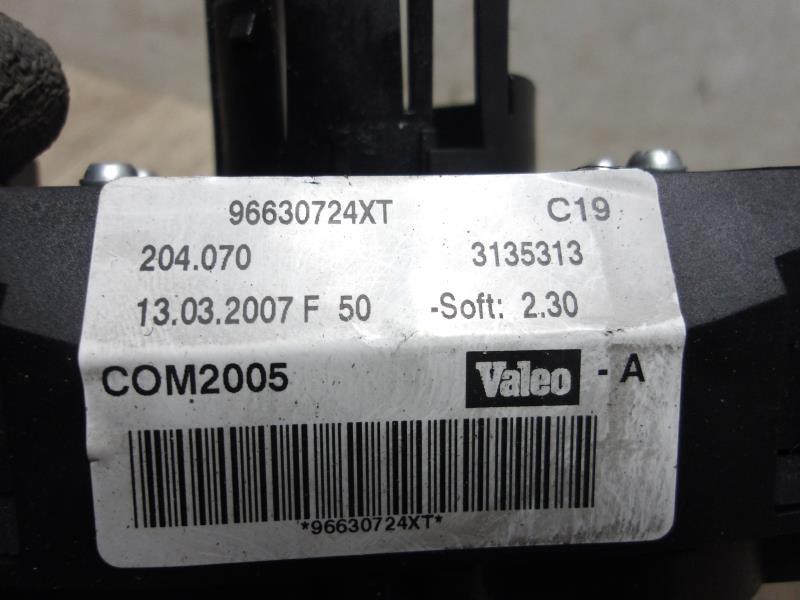 96630724XT C19
204.070 3135313
13.03.2007 F 50 -Soft: 2.30
COM2005 Valeo - A
*96630724XT*